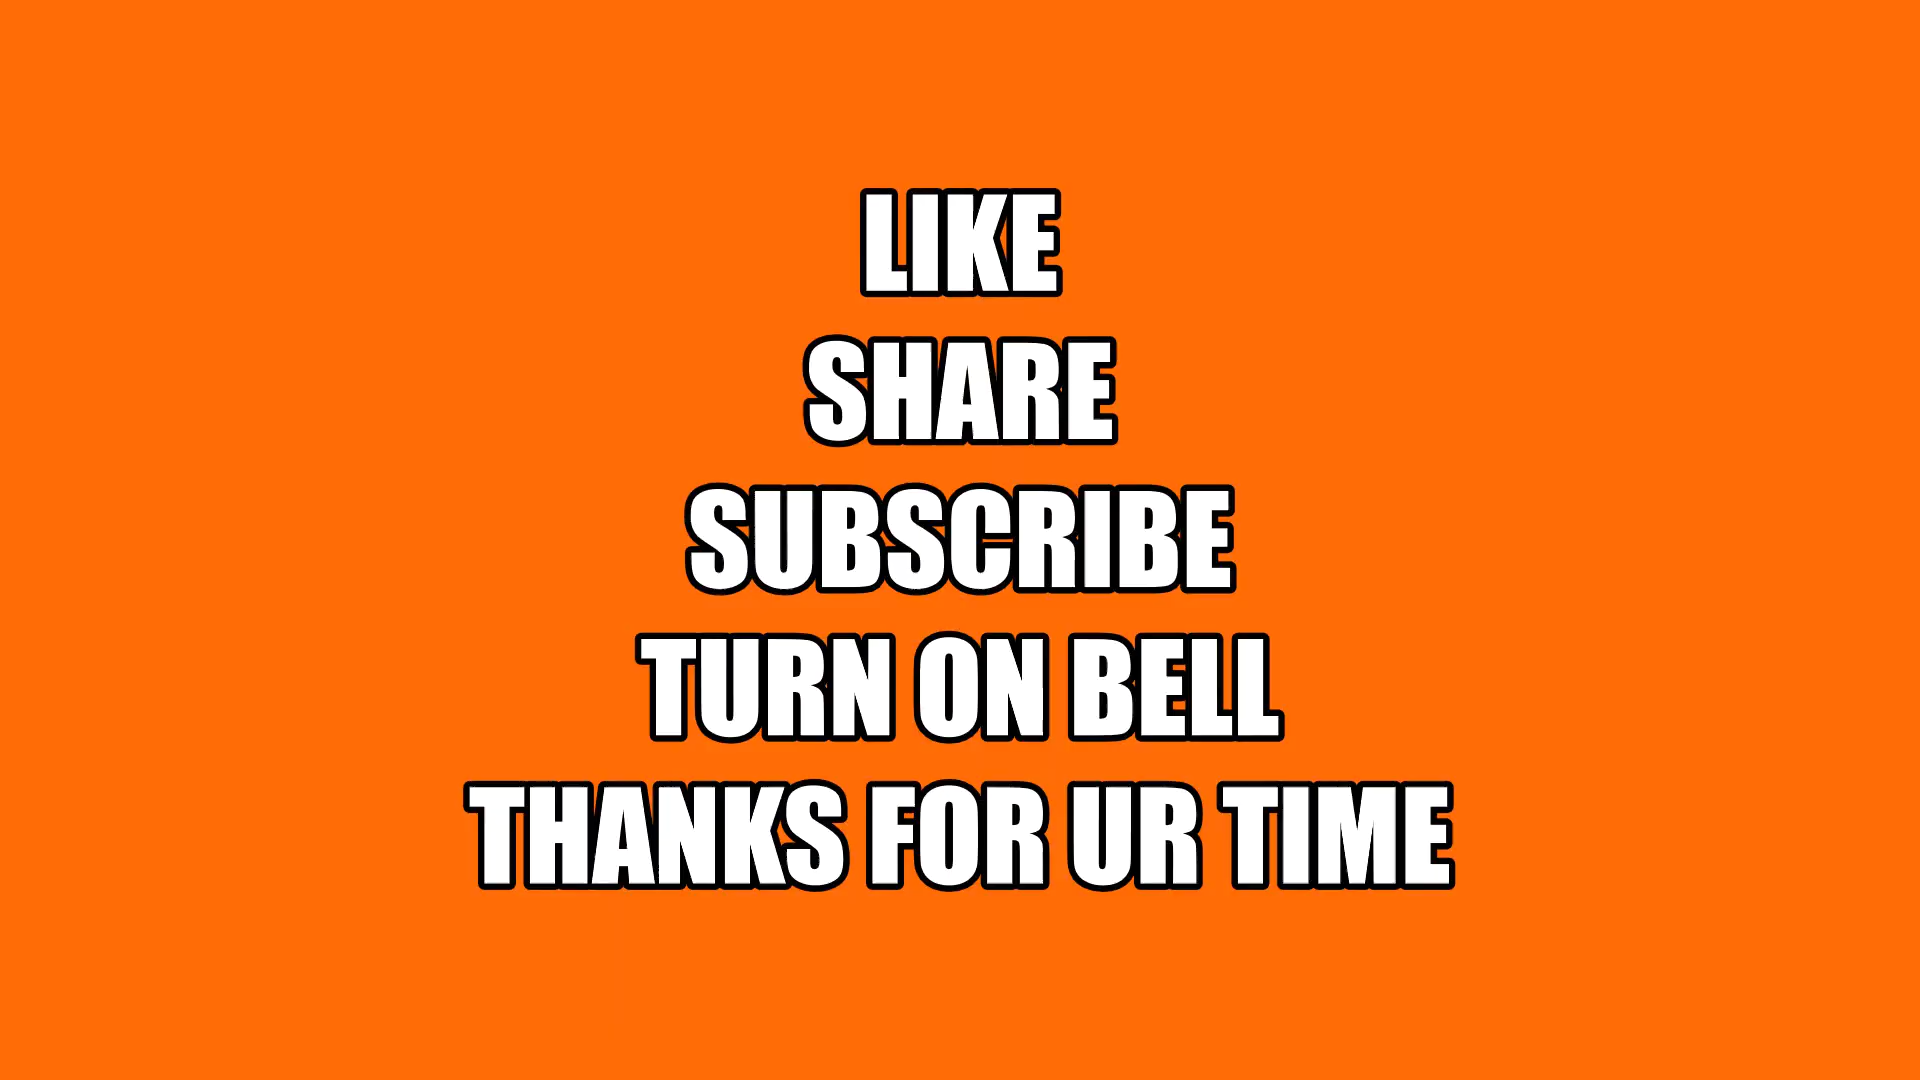 LIKE
SHARE
SUBSCRIBE
TURN ON BELL
THANKS FOR UR TIME